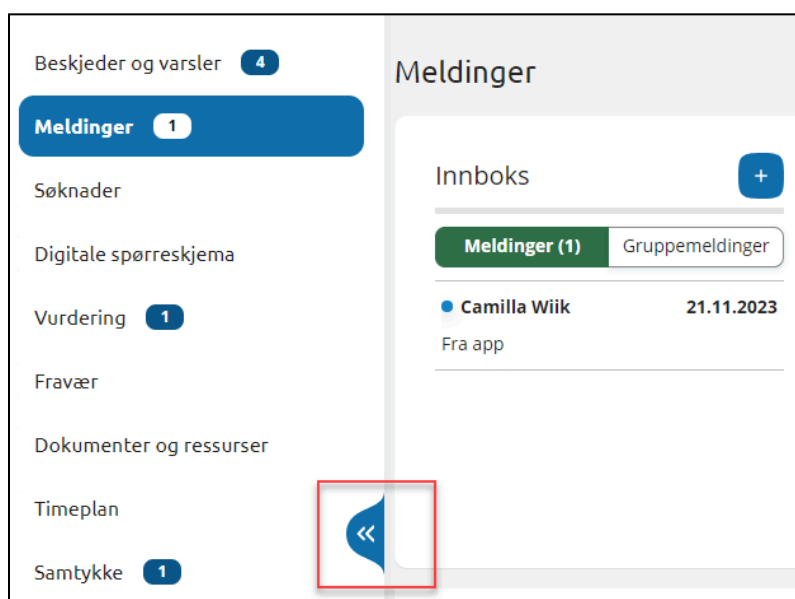 Beskjeder og varsler 4
Meldinger 1
Søknader
Digitale spørreskjema
Vurdering 1
Fravær
Dokumenter og ressurser
Timeplan
Samtykke 1
Meldinger
Innboks +
Meldinger (1) Gruppemeldinger
Camilla Wiik 21.11.2023
Fra app